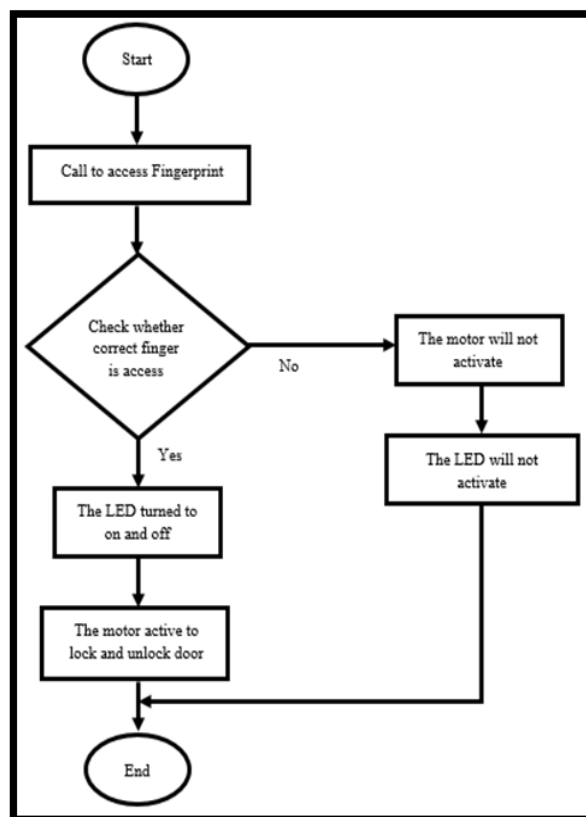 Start
Call to access Fingerprint
Check whether
correct finger
is access
No
The motor will not
activate
The LED will not
activate
Yes
The LED turned to
on and off
The motor active to
lock and unlock door
End